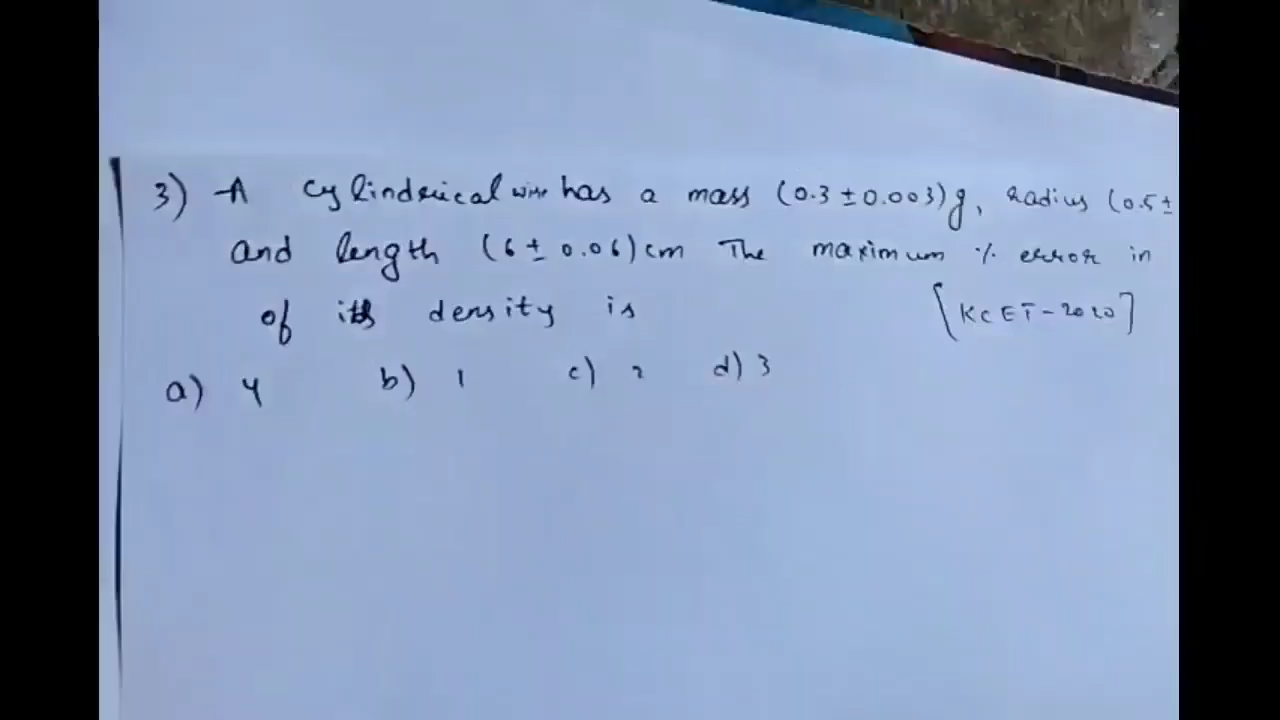 3) A cylinderical wire has a mass (0.3 ± 0.003)g, radius (0.5 ±
and length (6 ± 0.06) cm The maximum % error in
of its density is
[KCET-2020]
a) 4 b) 1 c) 2 d) 3